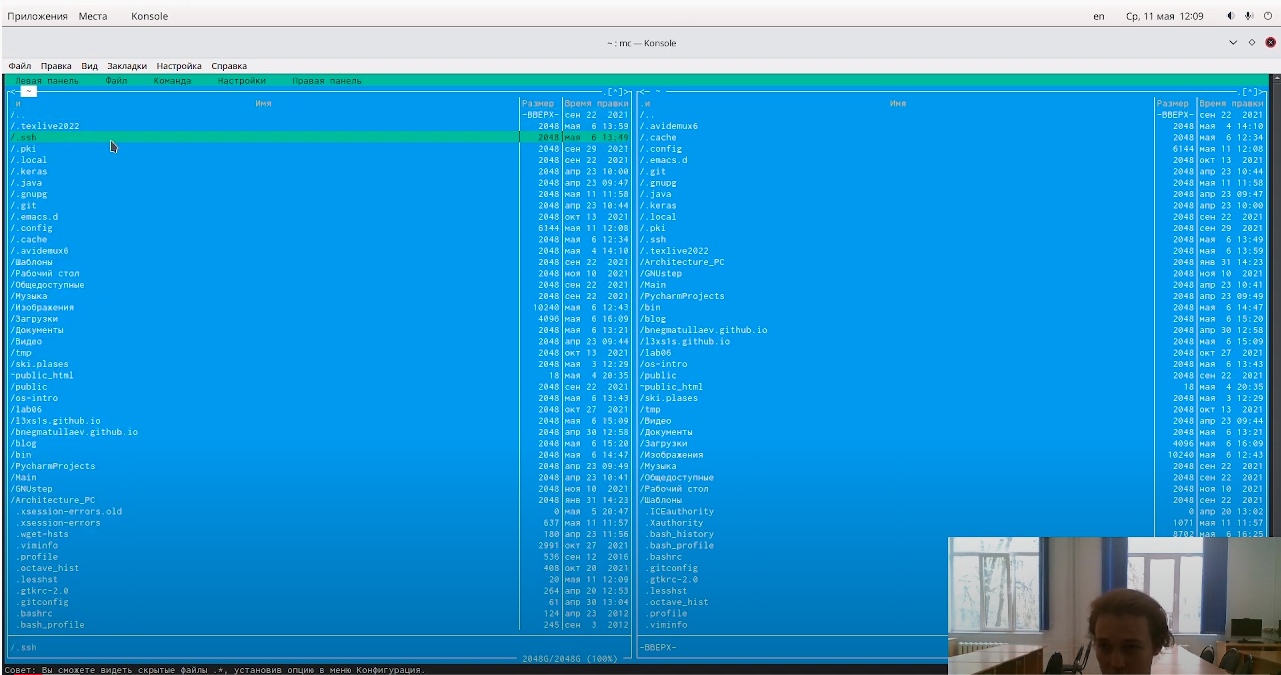 Приложения Места Konsole en Ср, 11 мая 12:09
~ : mc — Konsole
Файл Правка Вид Закладки Настройка Справка
Левая панель Файл Команда Настройки Правая панель
<- ~ .[^]> <- ~ .[^]>
.и Имя Размер Время правки .и Имя Размер Время правки
/.. -ВВЕРХ- сен 22 2021 /.. -ВВЕРХ- сен 22 2021
/.texlive2022 2048 мая 6 13:59 /.avidemux6 2048 мая 4 14:10
/.ssh 2048 мая 6 13:49 /.cache 2048 мая 6 12:34
/.pki 2048 сен 29 2021 /.config 6144 мая 11 12:08
/.local 2048 сен 22 2021 /.emacs.d 2048 окт 13 2021
/.keras 2048 апр 23 10:00 /.git 2048 апр 23 10:44
/.java 2048 апр 23 09:47 /.gnupg 2048 мая 11 11:58
/.gnupg 2048 мая 11 11:58 /.java 2048 апр 23 09:47
/.git 2048 апр 23 10:44 /.keras 2048 апр 23 10:00
/.emacs.d 2048 окт 13 2021 /.local 2048 сен 22 2021
/.config 6144 мая 11 12:08 /.pki 2048 сен 29 2021
/.cache 2048 мая 6 12:34 /.ssh 2048 мая 6 13:49
/.avidemux6 2048 мая 4 14:10 /.texlive2022 2048 мая 6 13:59
/Шаблоны 2048 сен 22 2021 /Architecture_PC 2048 янв 31 14:23
/Рабочий стол 2048 ноя 10 2021 /GNUstep 2048 ноя 10 2021
/Общедоступные 2048 сен 22 2021 /Main 2048 апр 23 10:41
/Музыка 2048 сен 22 2021 /PycharmProjects 2048 апр 23 09:49
/Изображения 10240 мая 6 12:43 /bin 2048 мая 6 14:47
/Загрузки 4096 мая 6 16:09 /blog 2048 мая 6 15:20
/Документы 2048 мая 6 13:21 /bnegmatullaev.github.io 2048 апр 30 12:58
/Видео 2048 апр 23 09:44 /l3xs1s.github.io 2048 мая 6 15:09
/tmp 2048 окт 13 2021 /lab06 2048 окт 27 2021
/ski.plases 2048 мая 3 12:29 /os-intro 2048 мая 6 13:43
~public_html 18 мая 4 20:35 /public 2048 сен 22 2021
/public 2048 сен 22 2021 ~public_html 18 мая 4 20:35
/os-intro 2048 мая 6 13:43 /ski.plases 2048 мая 3 12:29
/lab06 2048 окт 27 2021 /tmp 2048 окт 13 2021
/l3xs1s.github.io 2048 мая 6 15:09 /Видео 2048 апр 23 09:44
/bnegmatullaev.github.io 2048 апр 30 12:58 /Документы 2048 мая 6 13:21
/blog 2048 мая 6 15:20 /Загрузки 4096 мая 6 16:09
/bin 2048 мая 6 14:47 /Изображения 10240 мая 6 12:43
/PycharmProjects 2048 апр 23 09:49 /Музыка 2048 сен 22 2021
/Main 2048 апр 23 10:41 /Общедоступные 2048 сен 22 2021
/GNUstep 2048 ноя 10 2021 /Рабочий стол 2048 ноя 10 2021
/Architecture_PC 2048 янв 31 14:23 /Шаблоны 2048 сен 22 2021
.xsession-errors.old 0 мая 5 20:47 .ICEauthority 0 апр 20 13:02
.xsession-errors 637 мая 11 11:57 .Xauthority 1071 мая 11 11:57
.wget-hsts 180 апр 23 11:56 .bash_history 8702 мая 6 16:25
.viminfo 2991 окт 27 2021 .bash_profile
.profile 536 сен 12 2016 .bashrc
.octave_hist 408 окт 20 2021 .gitconfig
.lesshst 20 мая 11 12:09 .gtkrc-2.0
.gtkrc-2.0 264 апр 20 12:53 .lesshst
.gitconfig 61 апр 30 13:04 .octave_hist
.bashrc 124 апр 23 2012 .profile
.bash_profile 245 сен 3 2012 .viminfo
/.ssh -ВВЕРХ-
2048G/2048G (100%)
Совет: Вы сможете видеть скрытые файлы .*, установив опцию в меню Конфигурация.